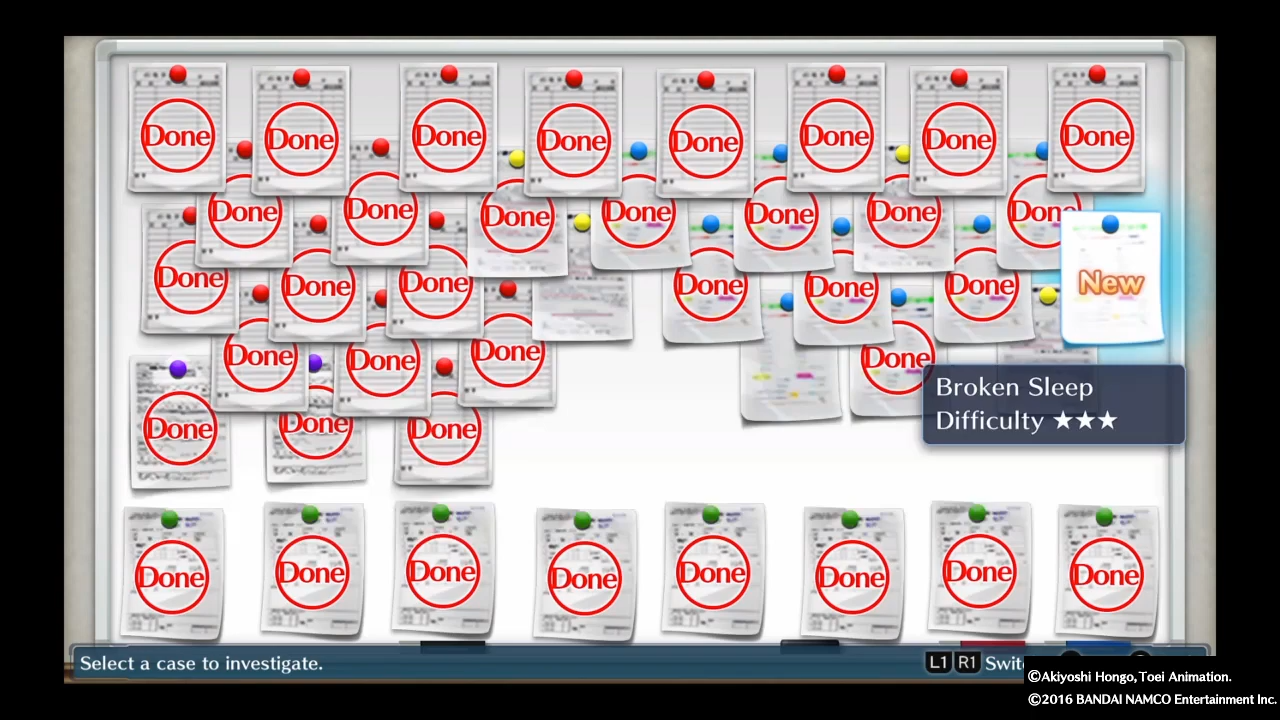 Done Done Done Done Done Done Done Done
Done Done Done Done Done Done Done
Done Done Done Done Done Done New
Done Done Done Done
Broken Sleep
Difficulty ★★★
Done Done Done
Done Done Done Done Done Done Done Done
Select a case to investigate.
L1 R1
©Akiyoshi Hongo, Toei Animation.
©2016 BANDAI NAMCO Entertainment Inc.